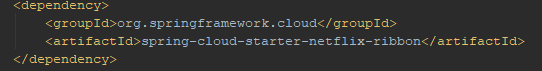 <dependency>
<groupId>org.springframework.cloud</groupId>
<artifactId>spring-cloud-starter-netflix-ribbon</artifactId>
</dependency>